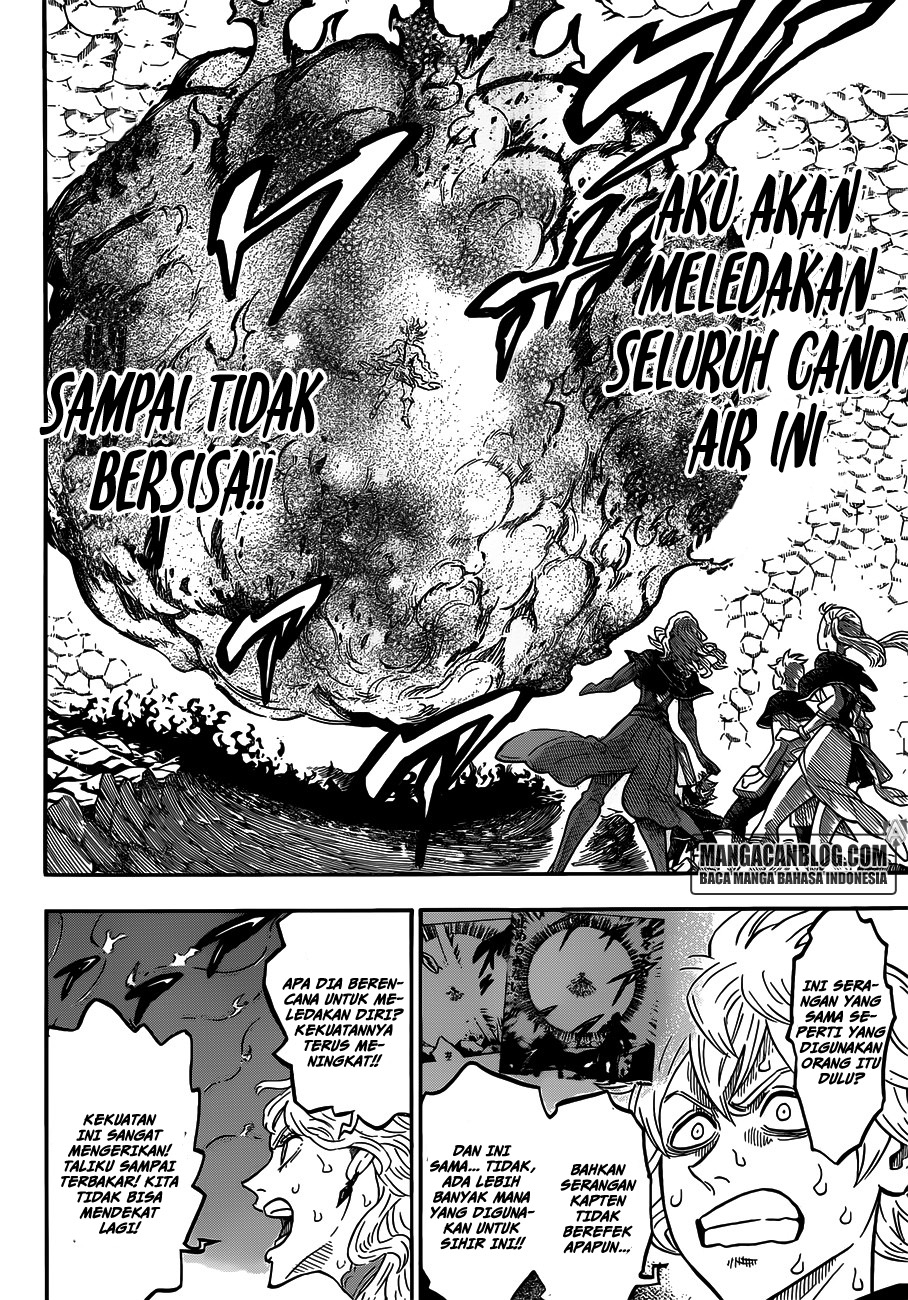 AKU AKAN
MELEDAKAN
SELURUH CANDI
AIR INI
SAMPAI TIDAK
BERSISA!!
MANGACANBLOG.COM
BACA MANGA BAHASA INDONESIA
INI SERA-
NGAN YANG
SAMA SE-
PERTI YANG
DIGUNAKAN
ORANG ITU
DULU?
BAHKAN
SERANGAN
KAPTEN
TIDAK
BEREFEK
APAPUN...
DAN INI
SAMA... TIDAK,
ADA LEBIH
BANYAK MANA
YANG DIGUNA-
KAN UNTUK
SIHIR INI!!
APA DIA BEREN-
CANA UNTUK ME-
LEDAKAN DIRI?
KEKUATANNYA
TERUS ME-
NINGKAT!!
KEKUATAN
INI SANGAT
MENGERIKAN!
TALIKU SAMPAI
TERBAKAR! KITA
TIDAK BISA
MENDEKAT
LAGI!